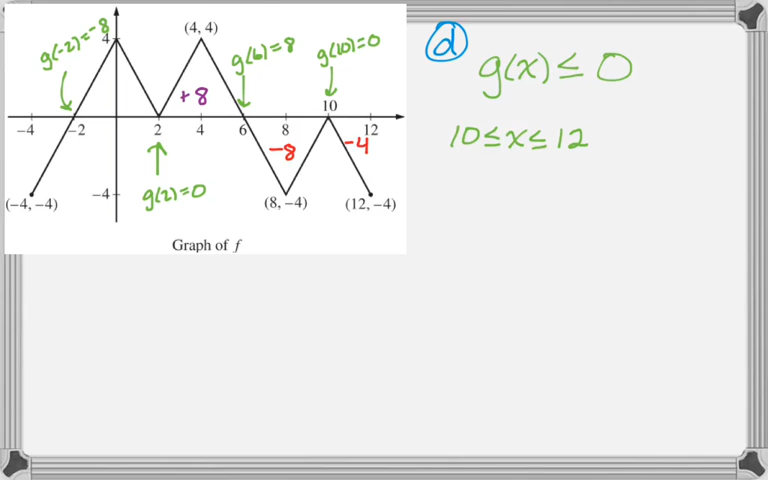 g(-2)=-8
4
(4, 4)
g(6)=8
g(10)=0
+8
10
-4 -2 2 4 6 8 12
-8
-4
-4
g(2)=0
(-4, -4)
(8, -4)
(12, -4)
Graph of f
d
g(x) ≤ 0
10 ≤ x ≤ 12